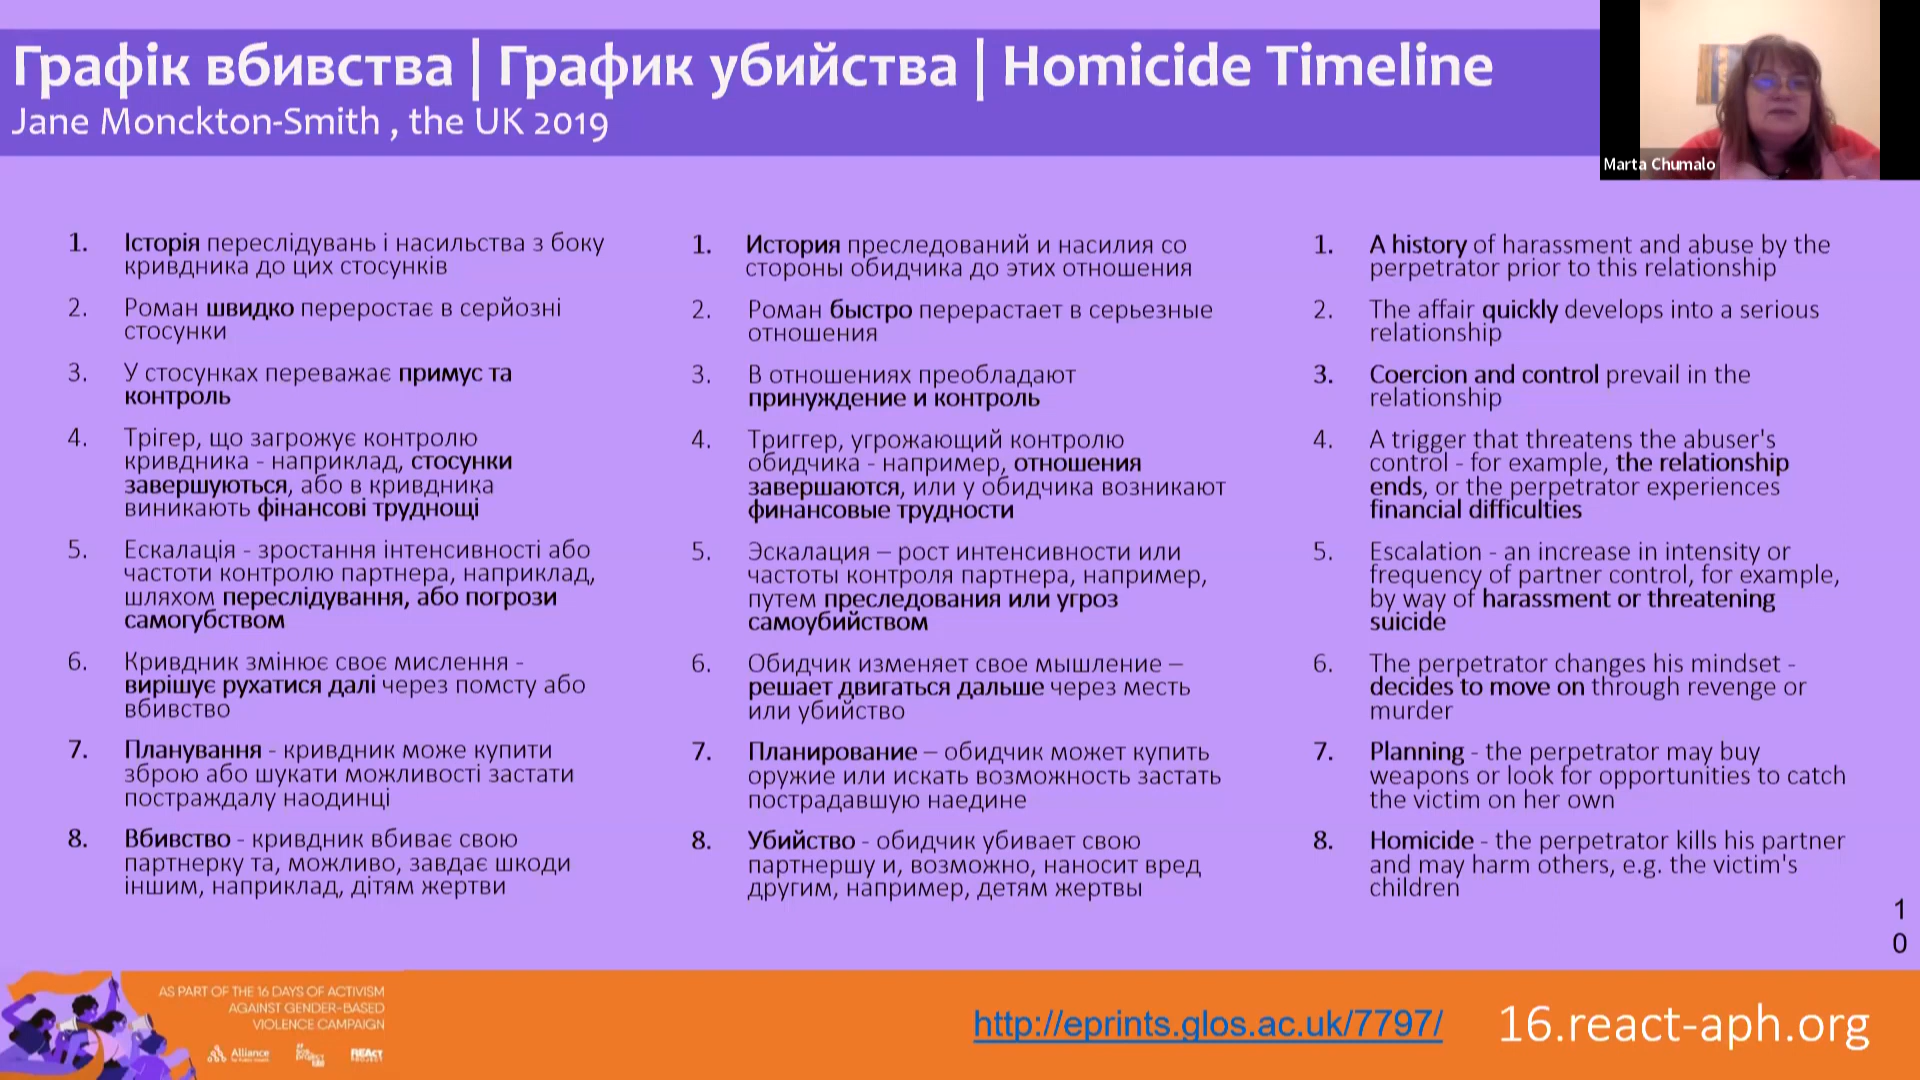 Графік вбивства | График убийства | Homicide Timeline
Jane Monckton-Smith , the UK 2019
Marta Chumalo
1. Історія переслідувань і насильства з боку
кривдника до цих стосунків
2. Роман швидко переростає в серйозні
стосунки
3. У стосунках переважає примус та
контроль
4. Трігер, що загрожує контролю
кривдника - наприклад, стосунки
завершуються, або в кривдника
виникають фінансові труднощі
5. Ескалація - зростання інтенсивності або
частоти контролю партнера, наприклад,
шляхом переслідування, або погрози
самогубством
6. Кривдник змінює своє мислення -
вирішує рухатися далі через помсту або
вбивство
7. Планування - кривдник може купити
зброю або шукати можливості застати
постраждалу наодинці
8. Вбивство - кривдник вбиває свою
партнерку та, можливо, завдає шкоди
іншим, наприклад, дітям жертви
1. История преследований и насилия со
стороны обидчика до этих отношения
2. Роман быстро перерастает в серьезные
отношения
3. В отношениях преобладают
принуждение и контроль
4. Триггер, угрожающий контролю
обидчика - например, отношения
завершаются, или у обидчика возникают
финансовые трудности
5. Эскалация – рост интенсивности или
частоты контроля партнера, например,
путем преследования или угроз
самоубийством
6. Обидчик изменяет свое мышление –
решает двигаться дальше через месть
или убийство
7. Планирование – обидчик может купить
оружие или искать возможность застать
пострадавшую наедине
8. Убийство - обидчик убивает свою
партнершу и, возможно, наносит вред
другим, например, детям жертвы
1. A history of harassment and abuse by the
perpetrator prior to this relationship
2. The affair quickly develops into a serious
relationship
3. Coercion and control prevail in the
relationship
4. A trigger that threatens the abuser's
control - for example, the relationship
ends, or the perpetrator experiences
financial difficulties
5. Escalation - an increase in intensity or
frequency of partner control, for example,
by way of harassment or threatening
suicide
6. The perpetrator changes his mindset -
decides to move on through revenge or
murder
7. Planning - the perpetrator may buy
weapons or look for opportunities to catch
the victim on her own
8. Homicide - the perpetrator kills his partner
and may harm others, e.g. the victim's
children
1
0
AS PART OF THE 16 DAYS OF ACTIVISM
AGAINST GENDER-BASED
VIOLENCE CAMPAIGN
Alliance
REAct
http://eprints.glos.ac.uk/7797/
16.react-aph.org